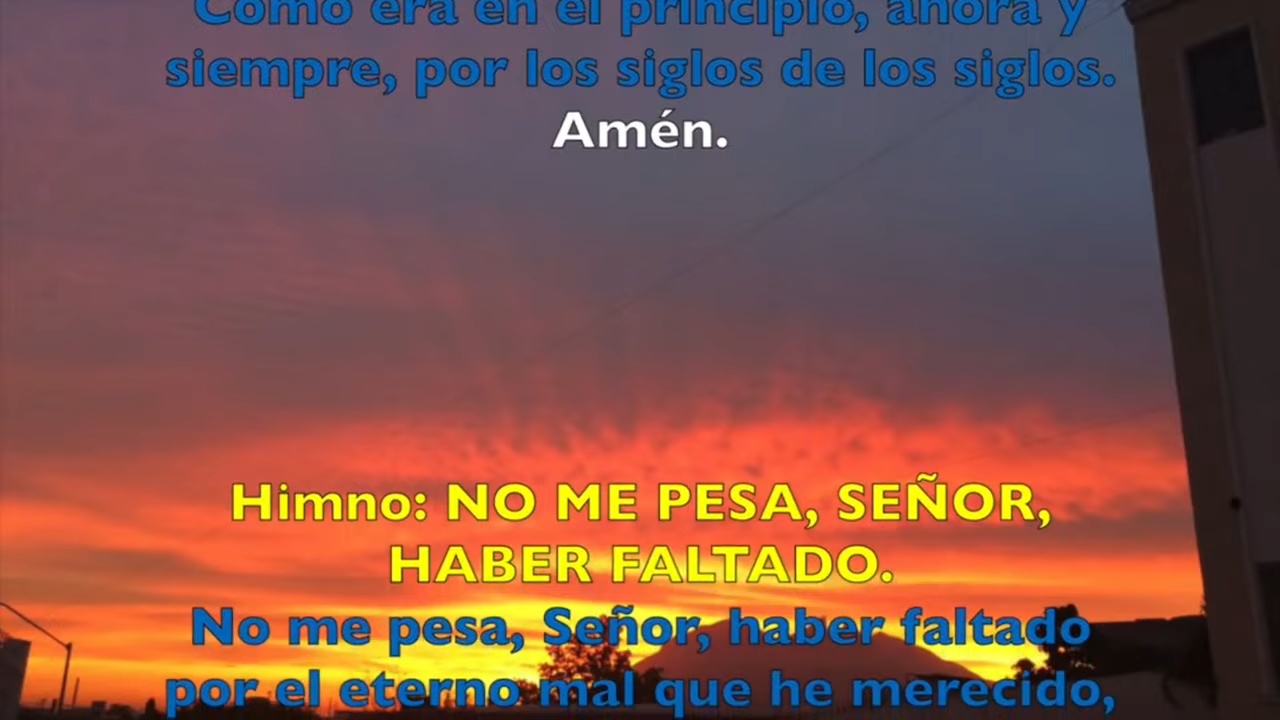 Como era en el principio, ahora y
siempre, por los siglos de los siglos.
Amén.
Himno: NO ME PESA, SEÑOR,
HABER FALTADO.
No me pesa, Señor, haber faltado
por el eterno mal que he merecido,